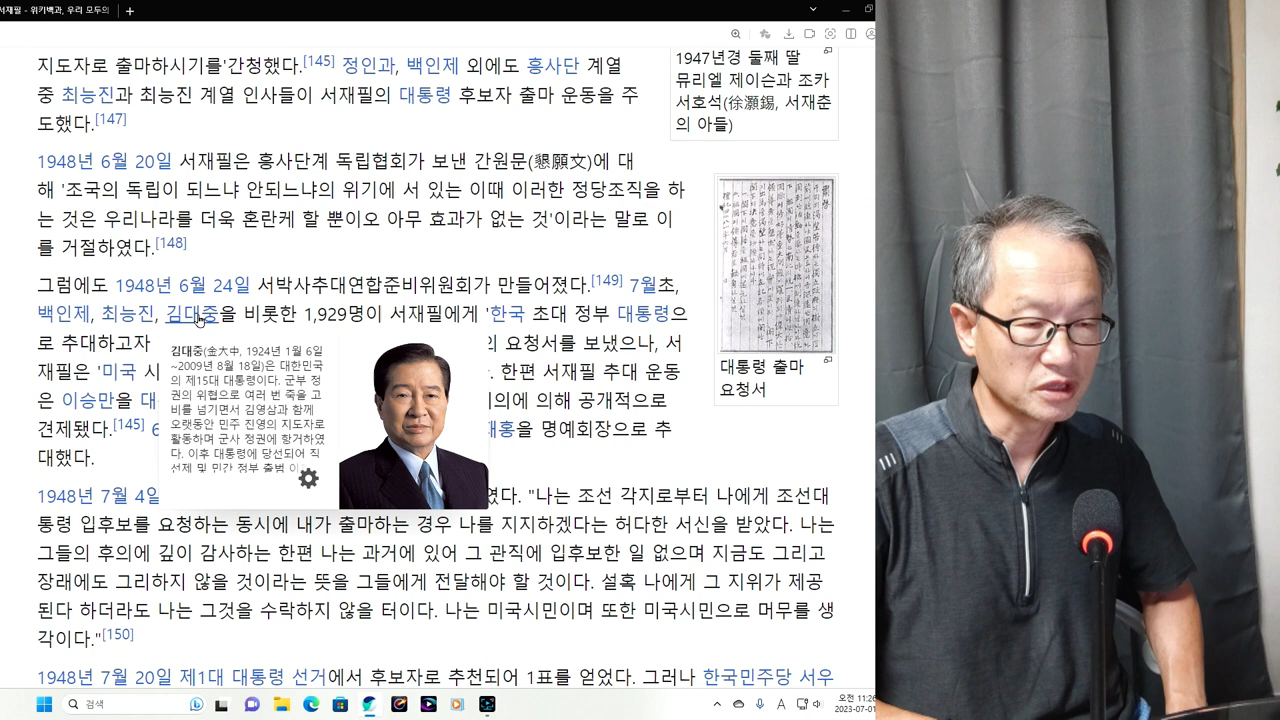 서재필 - 위키백과, 우리 모두의
지도자로 출마하시기를'간청했다.[145] 정인과, 백인제 외에도 흥사단 계열
중 최능진과 최능진 계열 인사들이 서재필의 대통령 후보자 출마 운동을 주
도했다.[147]
1948년 6월 20일 서재필은 흥사단계 독립협회가 보낸 간원문(懇願文)에 대
해 '조국의 독립이 되느냐 안되느냐의 위기에 서 있는 이때 이러한 정당조직을 하
는 것은 우리나라를 더욱 혼란케 할 뿐이오 아무 효과가 없는 것'이라는 말로 이
를 거절하였다.[148]
그럼에도 1948년 6월 24일 서박사추대연합준비위원회가 만들어졌다.[149] 7월초,
백인제, 최능진, 김대중을 비롯한 1,929명이 서재필에게 '한국 초대 정부 대통령으
로 추대하고자
의 요청서를 보냈으나, 서
재필은 '미국 시
. 한편 서재필 추대 운동
은 이승만을 대
의에 의해 공개적으로
견제됐다.[145] 6
재홍을 명예회장으로 추
대했다.
김대중(金大中, 1924년 1월 6일
~2009년 8월 18일)은 대한민국
의 제15대 대통령이다. 군부 정
권의 위협으로 여러 번 죽을 고
비를 넘기면서 김영삼과 함께
오랫동안 민주 진영의 지도자로
활동하며 군사 정권에 항거하였
다. 이후 대통령에 당선되어 직
선제 및 민간 정부 출범 이
1948년 7월 4일
였다. "나는 조선 각지로부터 나에게 조선대
통령 입후보를 요청하는 동시에 내가 출마하는 경우 나를 지지하겠다는 허다한 서신을 받았다. 나는
그들의 후의에 깊이 감사하는 한편 나는 과거에 있어 그 관직에 입후보한 일 없으며 지금도 그리고
장래에도 그리하지 않을 것이라는 뜻을 그들에게 전달해야 할 것이다. 설혹 나에게 그 지위가 제공
된다 하더라도 나는 그것을 수락하지 않을 터이다. 나는 미국시민이며 또한 미국시민으로 머무를 생
각이다."[150]
1948년 7월 20일 제1대 대통령 선거에서 후보자로 추천되어 1표를 얻었다. 그러나 한국민주당 서우
1947년경 둘째 딸
뮤리엘 제이슨과 조카
서호석(徐灝錫, 서재춘
의 아들)
대통령 출마
요청서
검색
A
오전 11:26
2023-07-01